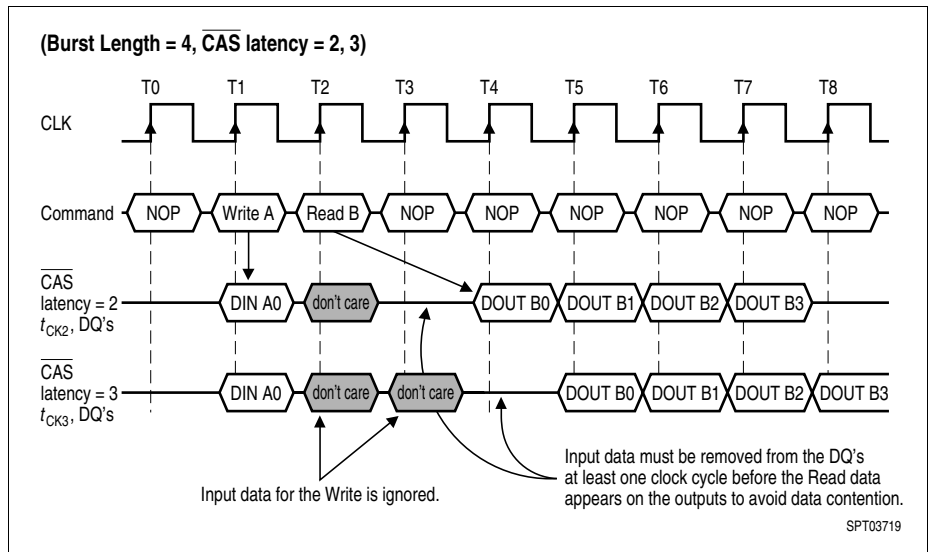 (Burst Length = 4, CAS latency = 2, 3)
T0 T1 T2 T3 T4 T5 T6 T7 T8
CLK
Command NOP Write A Read B NOP NOP NOP NOP NOP NOP
CAS
latency = 2 DIN A0 don't care DOUT B0 DOUT B1 DOUT B2 DOUT B3
tCK2, DQ's
CAS
latency = 3 DIN A0 don't care don't care DOUT B0 DOUT B1 DOUT B2 DOUT B3
tCK3, DQ's
Input data for the Write is ignored.
Input data must be removed from the DQ's
at least one clock cycle before the Read data
appears on the outputs to avoid data contention.
SPT03719